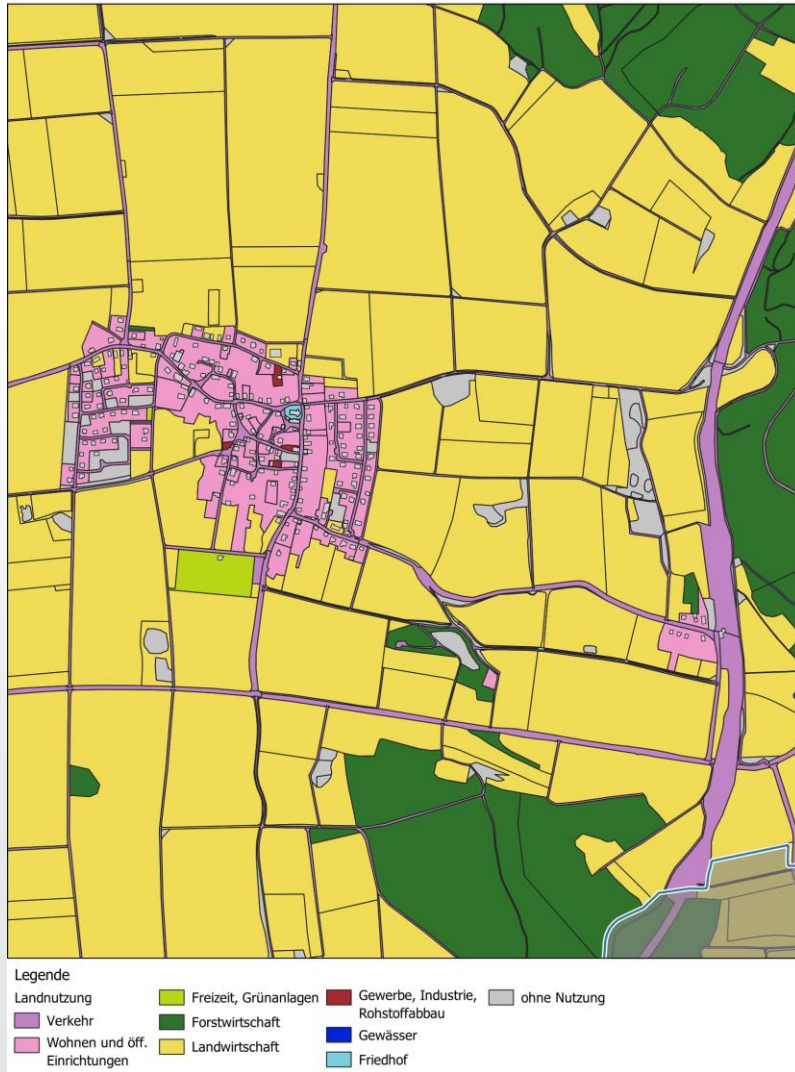 Legende
Landnutzung
Verkehr
Wohnen und öff.
Einrichtungen
Freizeit, Grünanlagen
Forstwirtschaft
Landwirtschaft
Gewerbe, Industrie,
Rohstoffabbau
Gewässer
Friedhof
ohne Nutzung